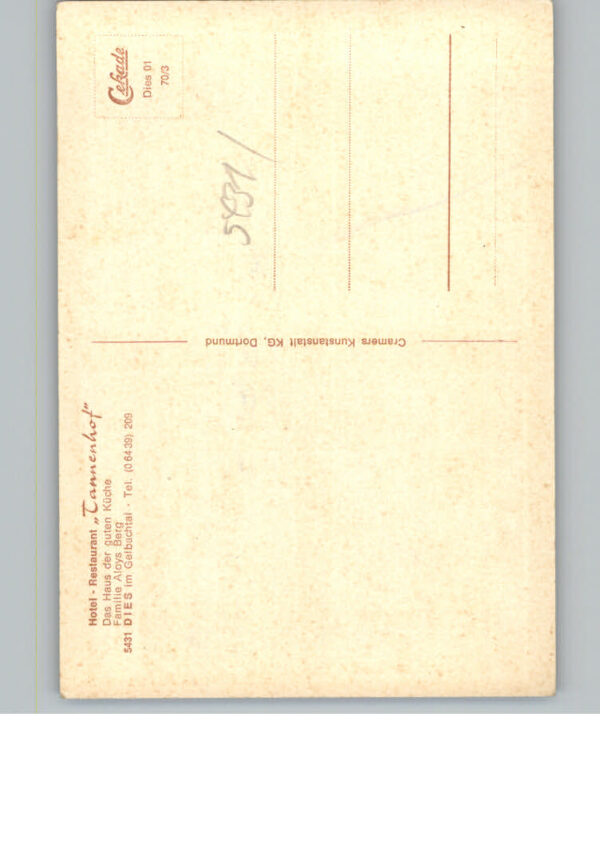 Hotel - Restaurant „Tannenhof"
Das Haus der guten Küche
Familie Aloys Berg
5431 DIES im Gelbachtal · Tel. (0 64 39) 209
Cramers Kunstanstalt KG, Dortmund
Cekade
Dies 01
70/3
5431/